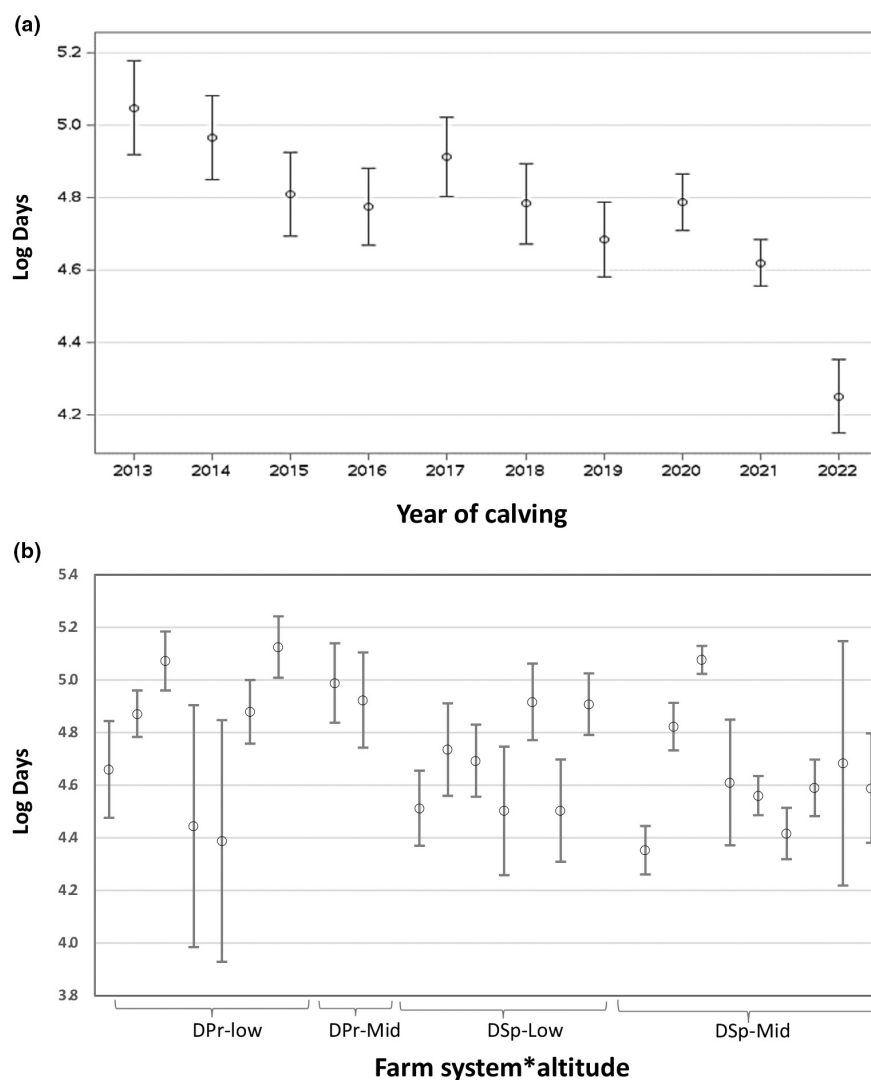 (a)
5.2
5.0
4.8
4.6
4.4
4.2
Log Days
2013 2014 2015 2016 2017 2018 2019 2020 2021 2022
Year of calving
(b)
5.4
5.2
5.0
4.8
4.6
4.4
4.2
4.0
3.8
Log Days
DPr-low DPr-Mid DSp-Low DSp-Mid
Farm system*altitude